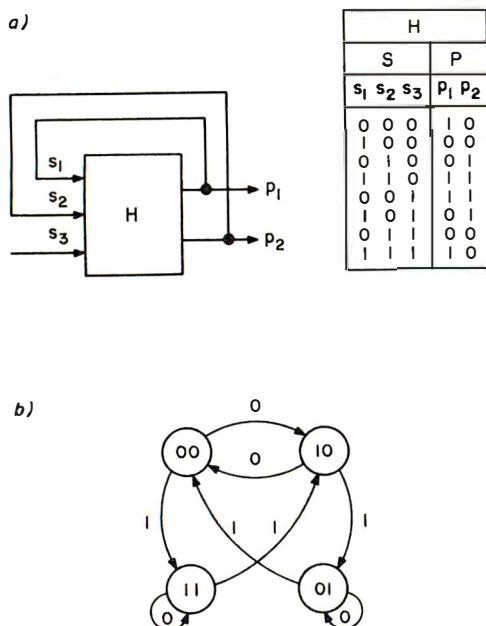 a)
s₁
s₂
s₃
H
p₁
p₂
H
S P
s₁ s₂ s₃ p₁ p₂
0 0 0 1 0
1 0 0 0 0
0 1 0 0 1
1 1 0 1 1
0 0 1 1 1
1 0 1 0 1
0 1 1 0 0
1 1 1 1 0
b)
0
00 10
0
1 1 1 1
11 01
0 0